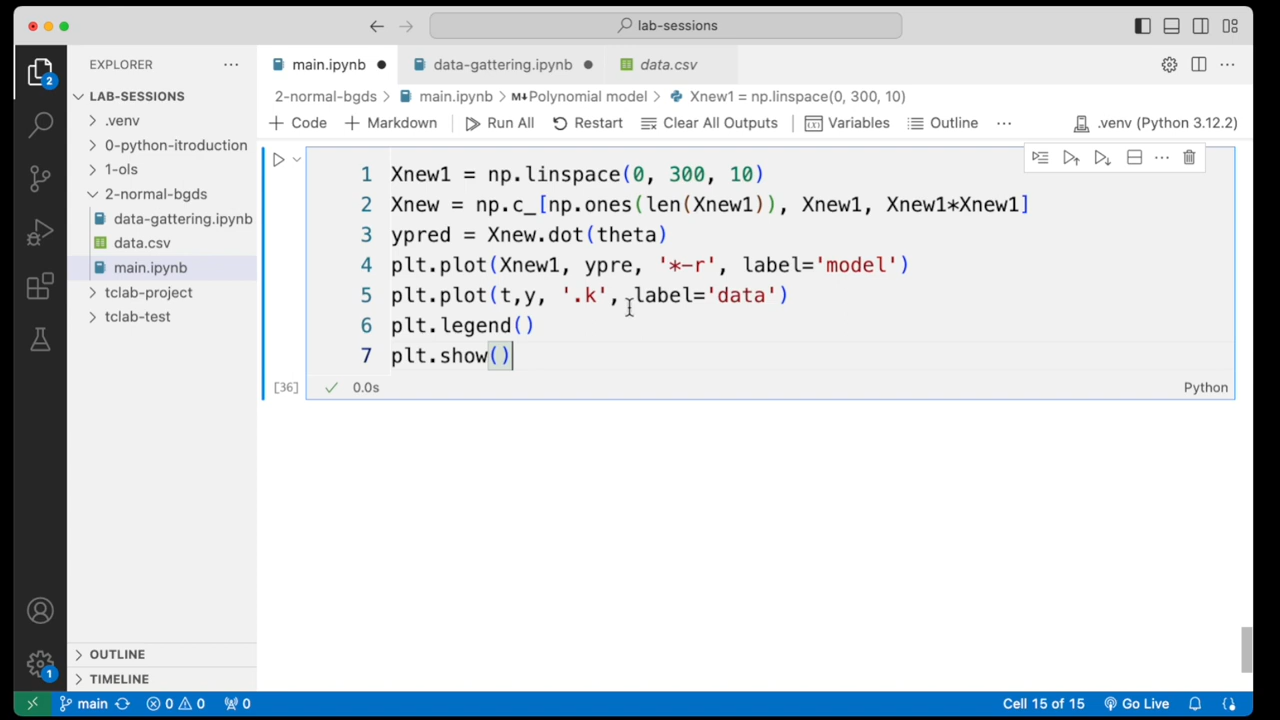 lab-sessions
2
EXPLORER
LAB-SESSIONS
.venv
0-python-itroduction
1-ols
2-normal-bgds
data-gattering.ipynb
data.csv
main.ipynb
tclab-project
tclab-test
OUTLINE
TIMELINE
1
main.ipynb data-gattering.ipynb data.csv
2-normal-bgds > main.ipynb > M↓Polynomial model > Xnew1 = np.linspace(0, 300, 10)
+ Code + Markdown Run All Restart Clear All Outputs Variables Outline ... .venv (Python 3.12.2)
1 Xnew1 = np.linspace(0, 300, 10)
2 Xnew = np.c_[np.ones(len(Xnew1)), Xnew1, Xnew1*Xnew1]
3 ypred = Xnew.dot(theta)
4 plt.plot(Xnew1, ypre, '*-r', label='model')
5 plt.plot(t,y, '.k', label='data')
6 plt.legend()
7 plt.show()
[36] 0.0s Python
main 0 0 0 Cell 15 of 15 Go Live